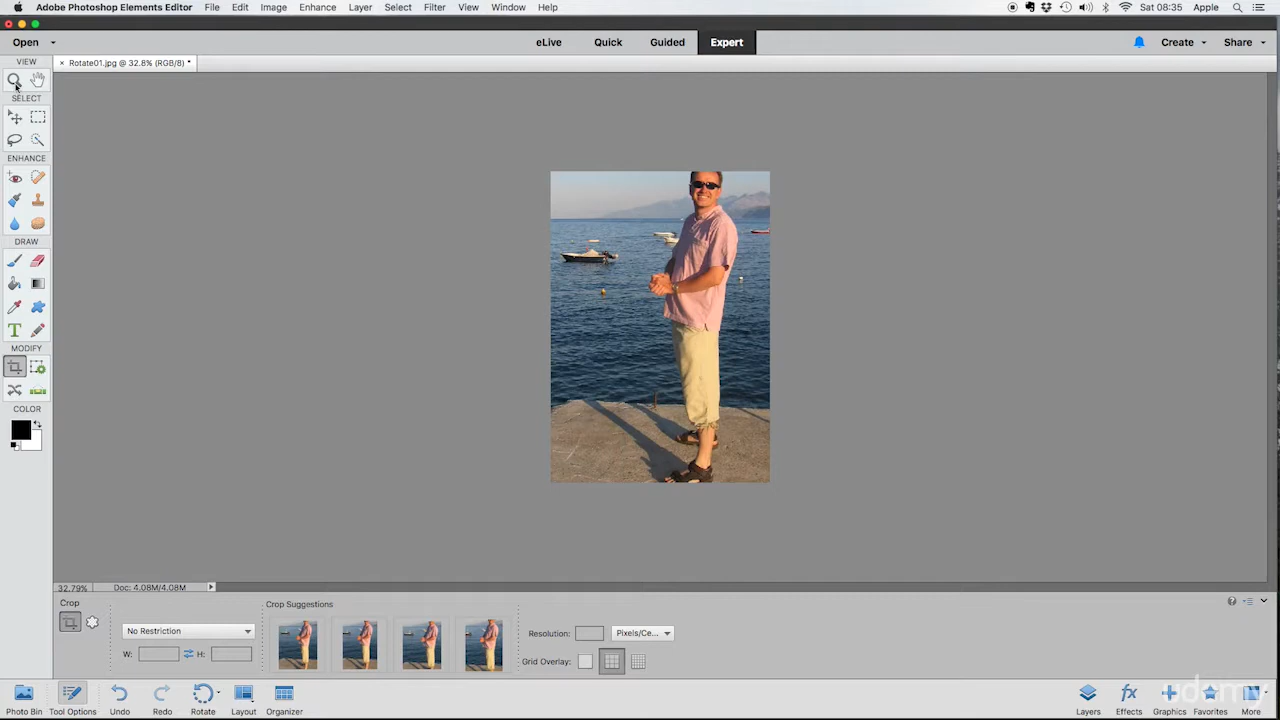 Adobe Photoshop Elements Editor File Edit Image Enhance Layer Select Filter View Window Help Sat 08:35 Apple
Open eLive Quick Guided Expert Create Share
VIEW × Rotate01.jpg @ 32.8% (RGB/8) *
SELECT
ENHANCE
DRAW
T
MODIFY
COLOR
32.79% Doc: 4.08M/4.08M
Crop Crop Suggestions
No Restriction Resolution: Pixels/Ce...
W: H: Grid Overlay:
Photo Bin Tool Options Undo Redo Rotate Layout Organizer Layers Effects Graphics Favorites More
udemy